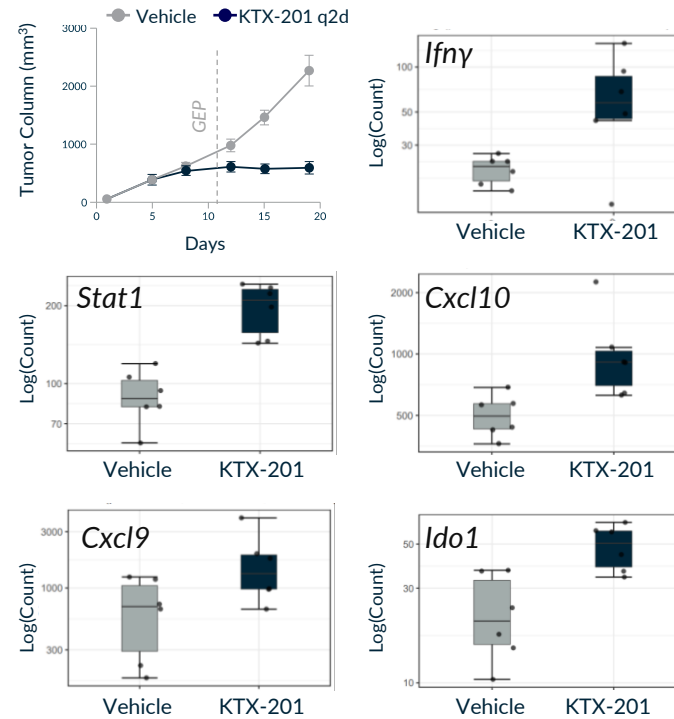 Vehicle
KTX-201 q2d
Tumor Column (mm³)
3000
2000
1000
0
GEP
0
5
10
15
20
Days
Ifnγ
Log(Count)
100
50
30
Vehicle
KTX-201
Stat1
Log(Count)
200
100
70
Vehicle
KTX-201
Cxcl10
Log(Count)
2000
1000
500
Vehicle
KTX-201
Cxcl9
Log(Count)
3000
1000
300
Vehicle
KTX-201
Ido1
Log(Count)
50
30
10
Vehicle
KTX-201